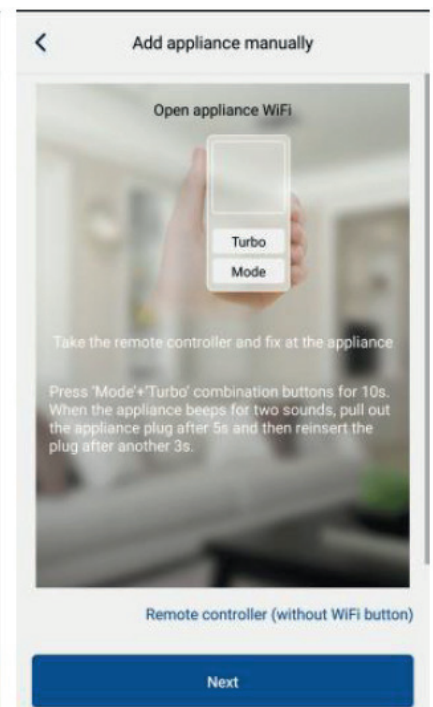 Add appliance manually
Open appliance WiFi
Turbo
Mode
Take the remote controller and fix at the appliance
Press 'Mode'+'Turbo' combination buttons for 10s.
When the appliance beeps for two sounds, pull out
the appliance plug after 5s and then reinsert the
plug after another 3s.
Remote controller (without WiFi button)
Next